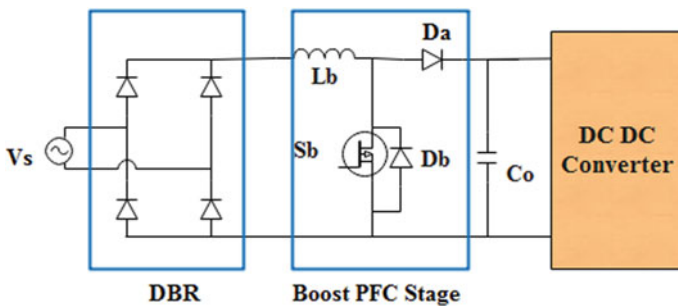 Da
Lb
Vs
Sb
Db
Co
DC DC
Converter
DBR
Boost PFC Stage